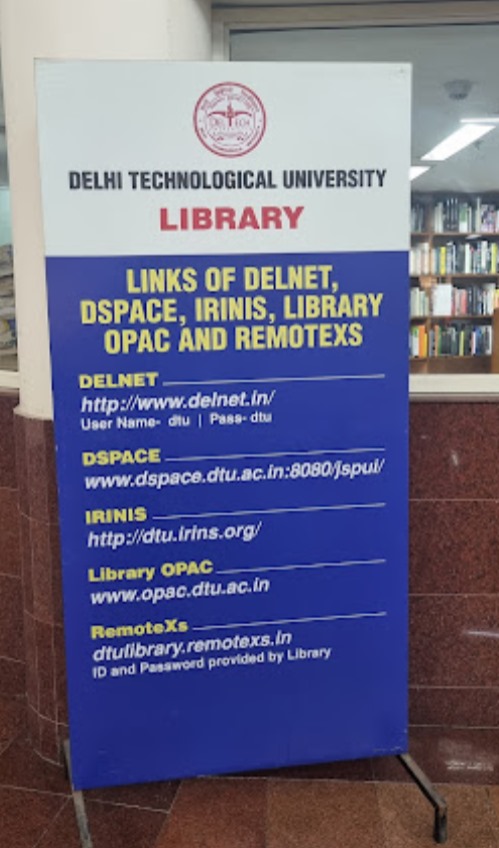 DELHI TECHNOLOGICAL UNIVERSITY
LIBRARY
LINKS OF DELNET,
DSPACE, IRINIS, LIBRARY
OPAC AND REMOTEXS
DELNET
http://www.delnet.in/
User Name- dtu | Pass- dtu
DSPACE
www.dspace.dtu.ac.in:8080/jspui/
IRINIS
http://dtu.irins.org/
Library OPAC
www.opac.dtu.ac.in
RemoteXs
dtulibrary.remotexs.in
ID and Password provided by Library